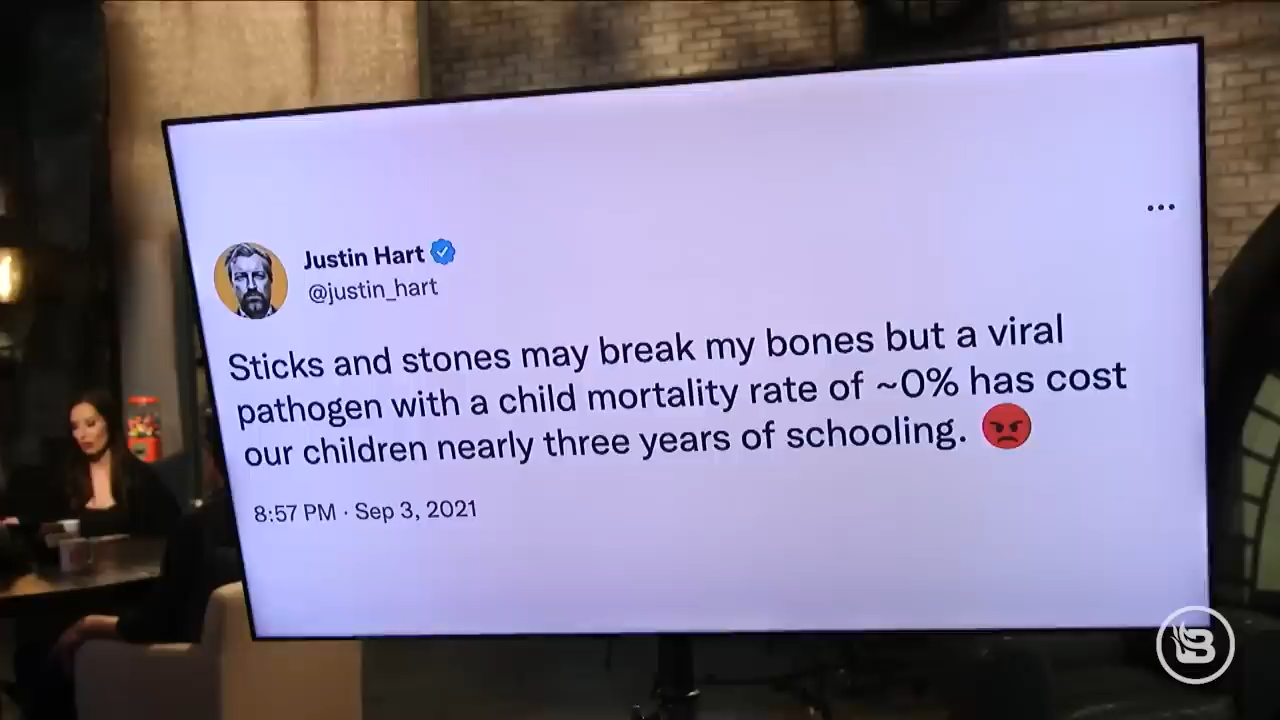 Justin Hart
@justin_hart
Sticks and stones may break my bones but a viral
pathogen with a child mortality rate of ~0% has cost
our children nearly three years of schooling. 😡
8:57 PM · Sep 3, 2021
B